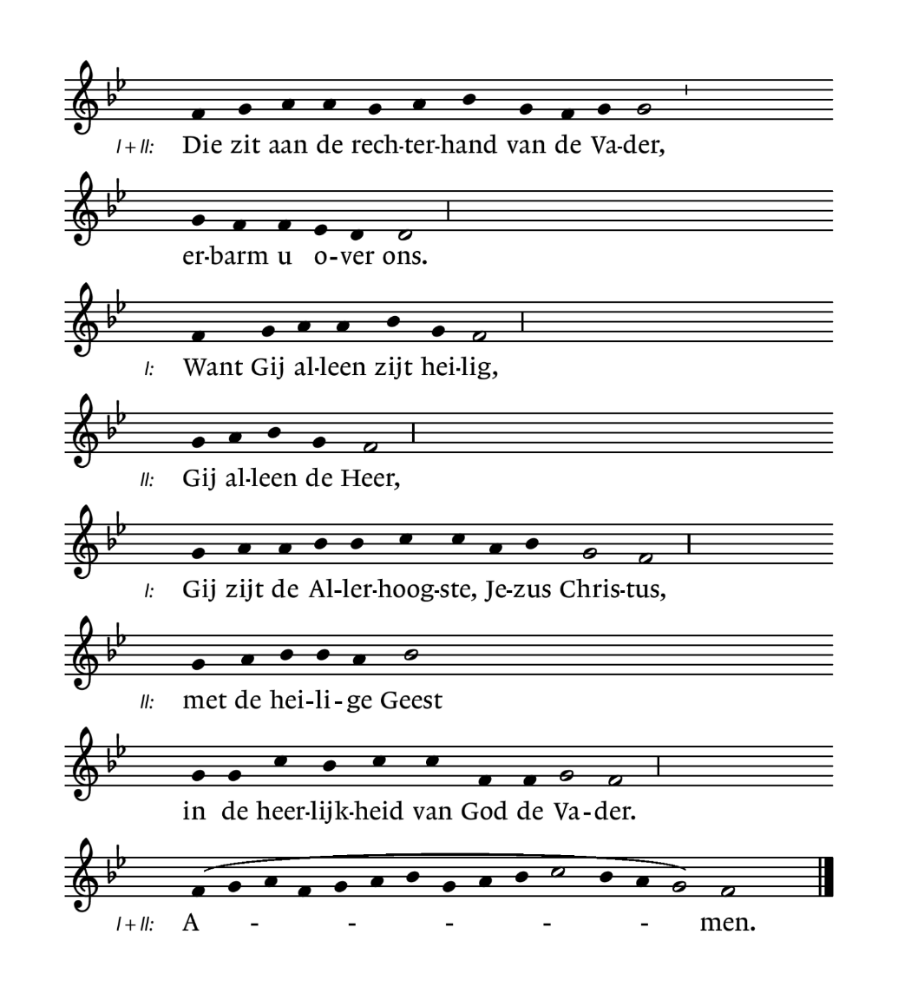 I + II: Die zit aan de rech-ter-hand van de Va-der,
er-barm u o-ver ons.
I: Want Gij al-leen zijt hei-lig,
II: Gij al-leen de Heer,
I: Gij zijt de Al-ler-hoog-ste, Je-zus Chris-tus,
II: met de hei-li-ge Geest
in de heer-lijk-heid van God de Va-der.
I + II: A - - - - - men.